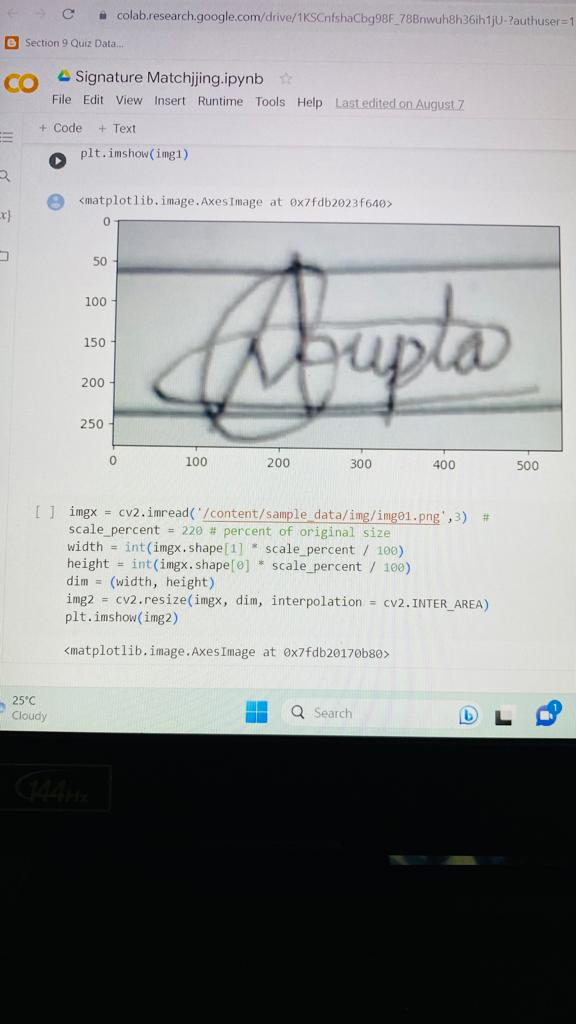 colab.research.google.com/drive/1KSCnfshaCbg98F_78Bnwuh8h36ih1jU-?authuser=1
Section 9 Quiz Data...
CO Signature Matchjjing.ipynb
File Edit View Insert Runtime Tools Help Last edited on August 7
+ Code + Text
plt.imshow(img1)
x}
<matplotlib.image.AxesImage at 0x7fdb2023f640>
0
50
100
150
200
250
Gupta
0 100 200 300 400 500
[ ] imgx = cv2.imread('/content/sample_data/img/img01.png',3) #
scale_percent = 220 # percent of original size
width = int(imgx.shape[1] * scale_percent / 100)
height = int(imgx.shape[0] * scale_percent / 100)
dim = (width, height)
img2 = cv2.resize(imgx, dim, interpolation = cv2.INTER_AREA)
plt.imshow(img2)
<matplotlib.image.AxesImage at 0x7fdb20170b80>
25°C
Cloudy
Search
1
144Hz